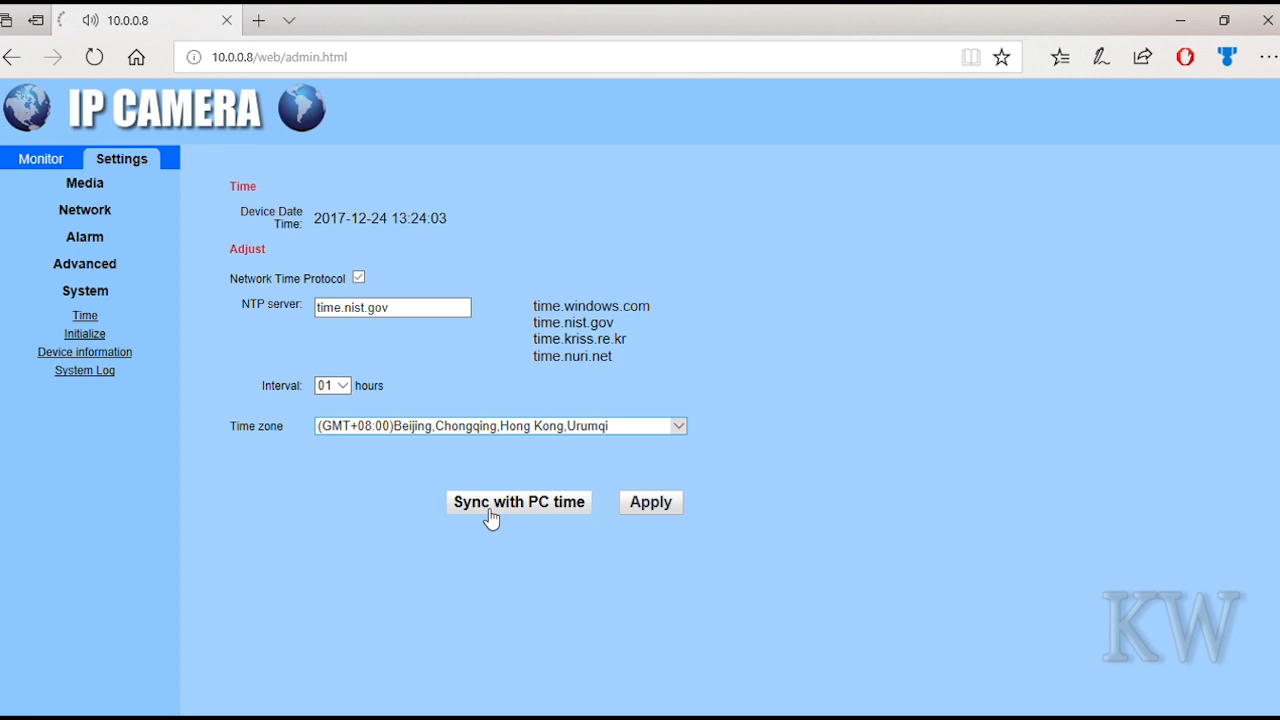 10.0.0.8
10.0.0.8/web/admin.html
IP CAMERA
Monitor
Settings
Media
Network
Alarm
Advanced
System
Time
Initialize
Device information
System Log
Time
Device Date
Time:
2017-12-24 13:24:03
Adjust
Network Time Protocol
NTP server:
time.nist.gov
time.windows.com
time.nist.gov
time.kriss.re.kr
time.nuri.net
Interval:
01
hours
Time zone
(GMT+08:00)Beijing,Chongqing,Hong Kong,Urumqi
Sync with PC time
Apply
KW